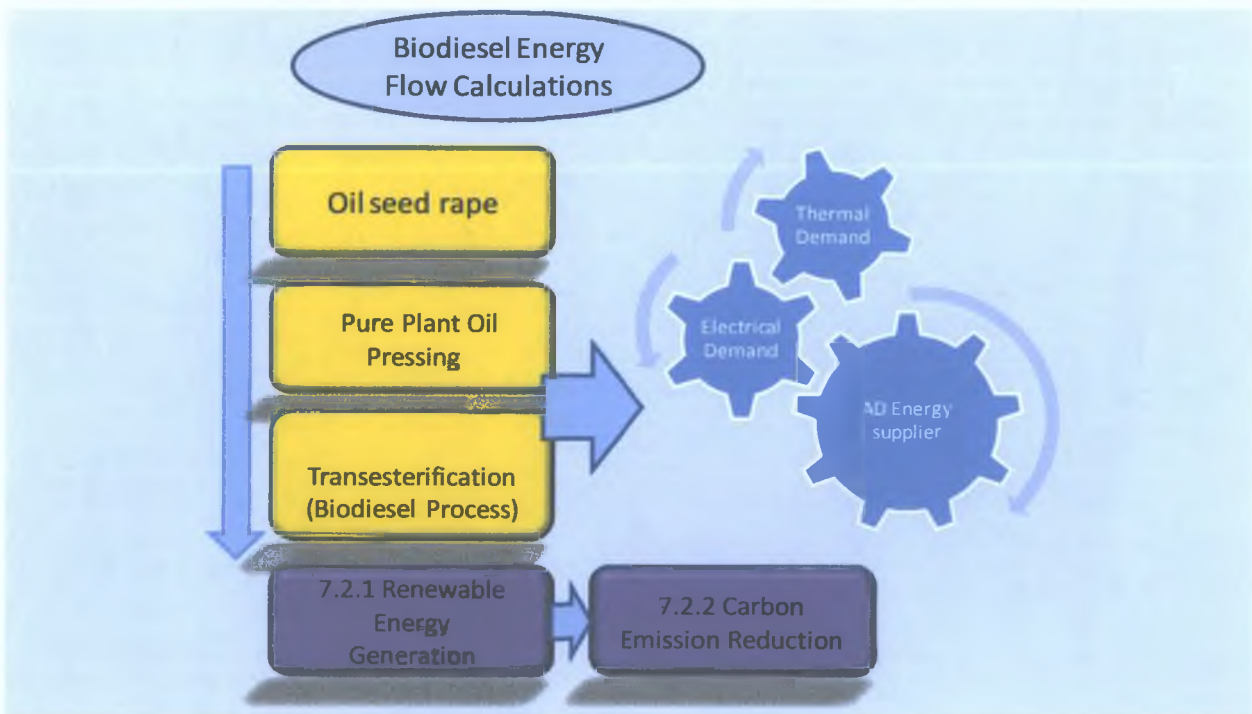 Biodiesel Energy
Flow Calculations
Oil seed rape
Pure Plant Oil
Pressing
Transesterification
(Biodiesel Process)
7.2.1 Renewable
Energy
Generation
7.2.2 Carbon
Emission Reduction
Thermal
Demand
Electrical
Demand
AD Energy
supplier